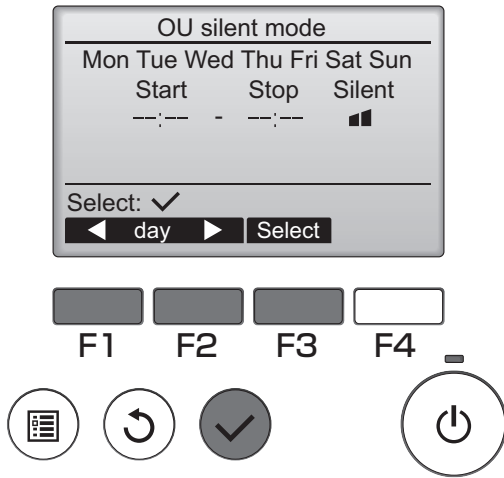 OU silent mode
Mon Tue Wed Thu Fri Sat Sun
Start Stop Silent
--:-- - --:--
Select: ✓
◀ day ▶ Select
F1 F2 F3 F4